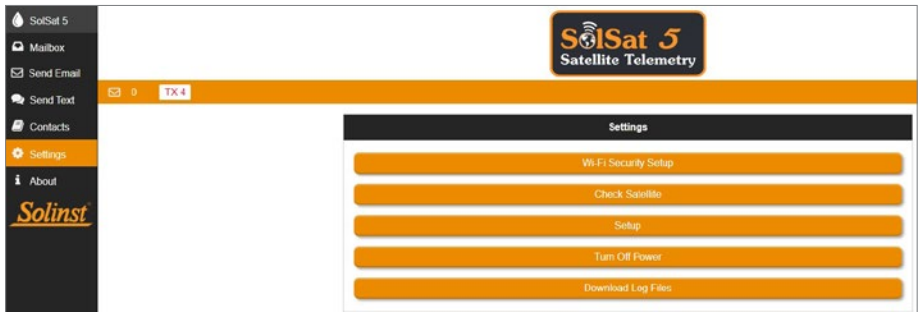 SolSat 5
Mailbox
Send Email
Send Text
Contacts
Settings
i About
Solinst
SolSat 5
Satellite Telemetry
0 TX 4
Settings
Wi-Fi Security Setup
Check Satellite
Setup
Turn Off Power
Download Log Files